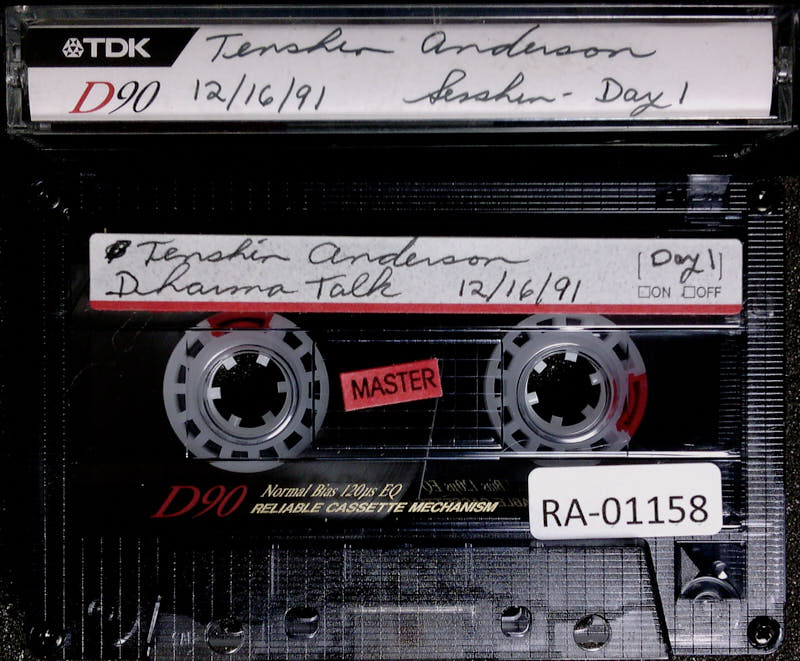 TDK Tenshin Anderson
D90 12/16/91 Sesshin - Day 1
Tenshin Anderson [Day 1]
Dharma Talk 12/16/91 ON OFF
MASTER
D90 Normal Bias 120µs EQ
RELIABLE CASSETTE MECHANISM
RA-01158